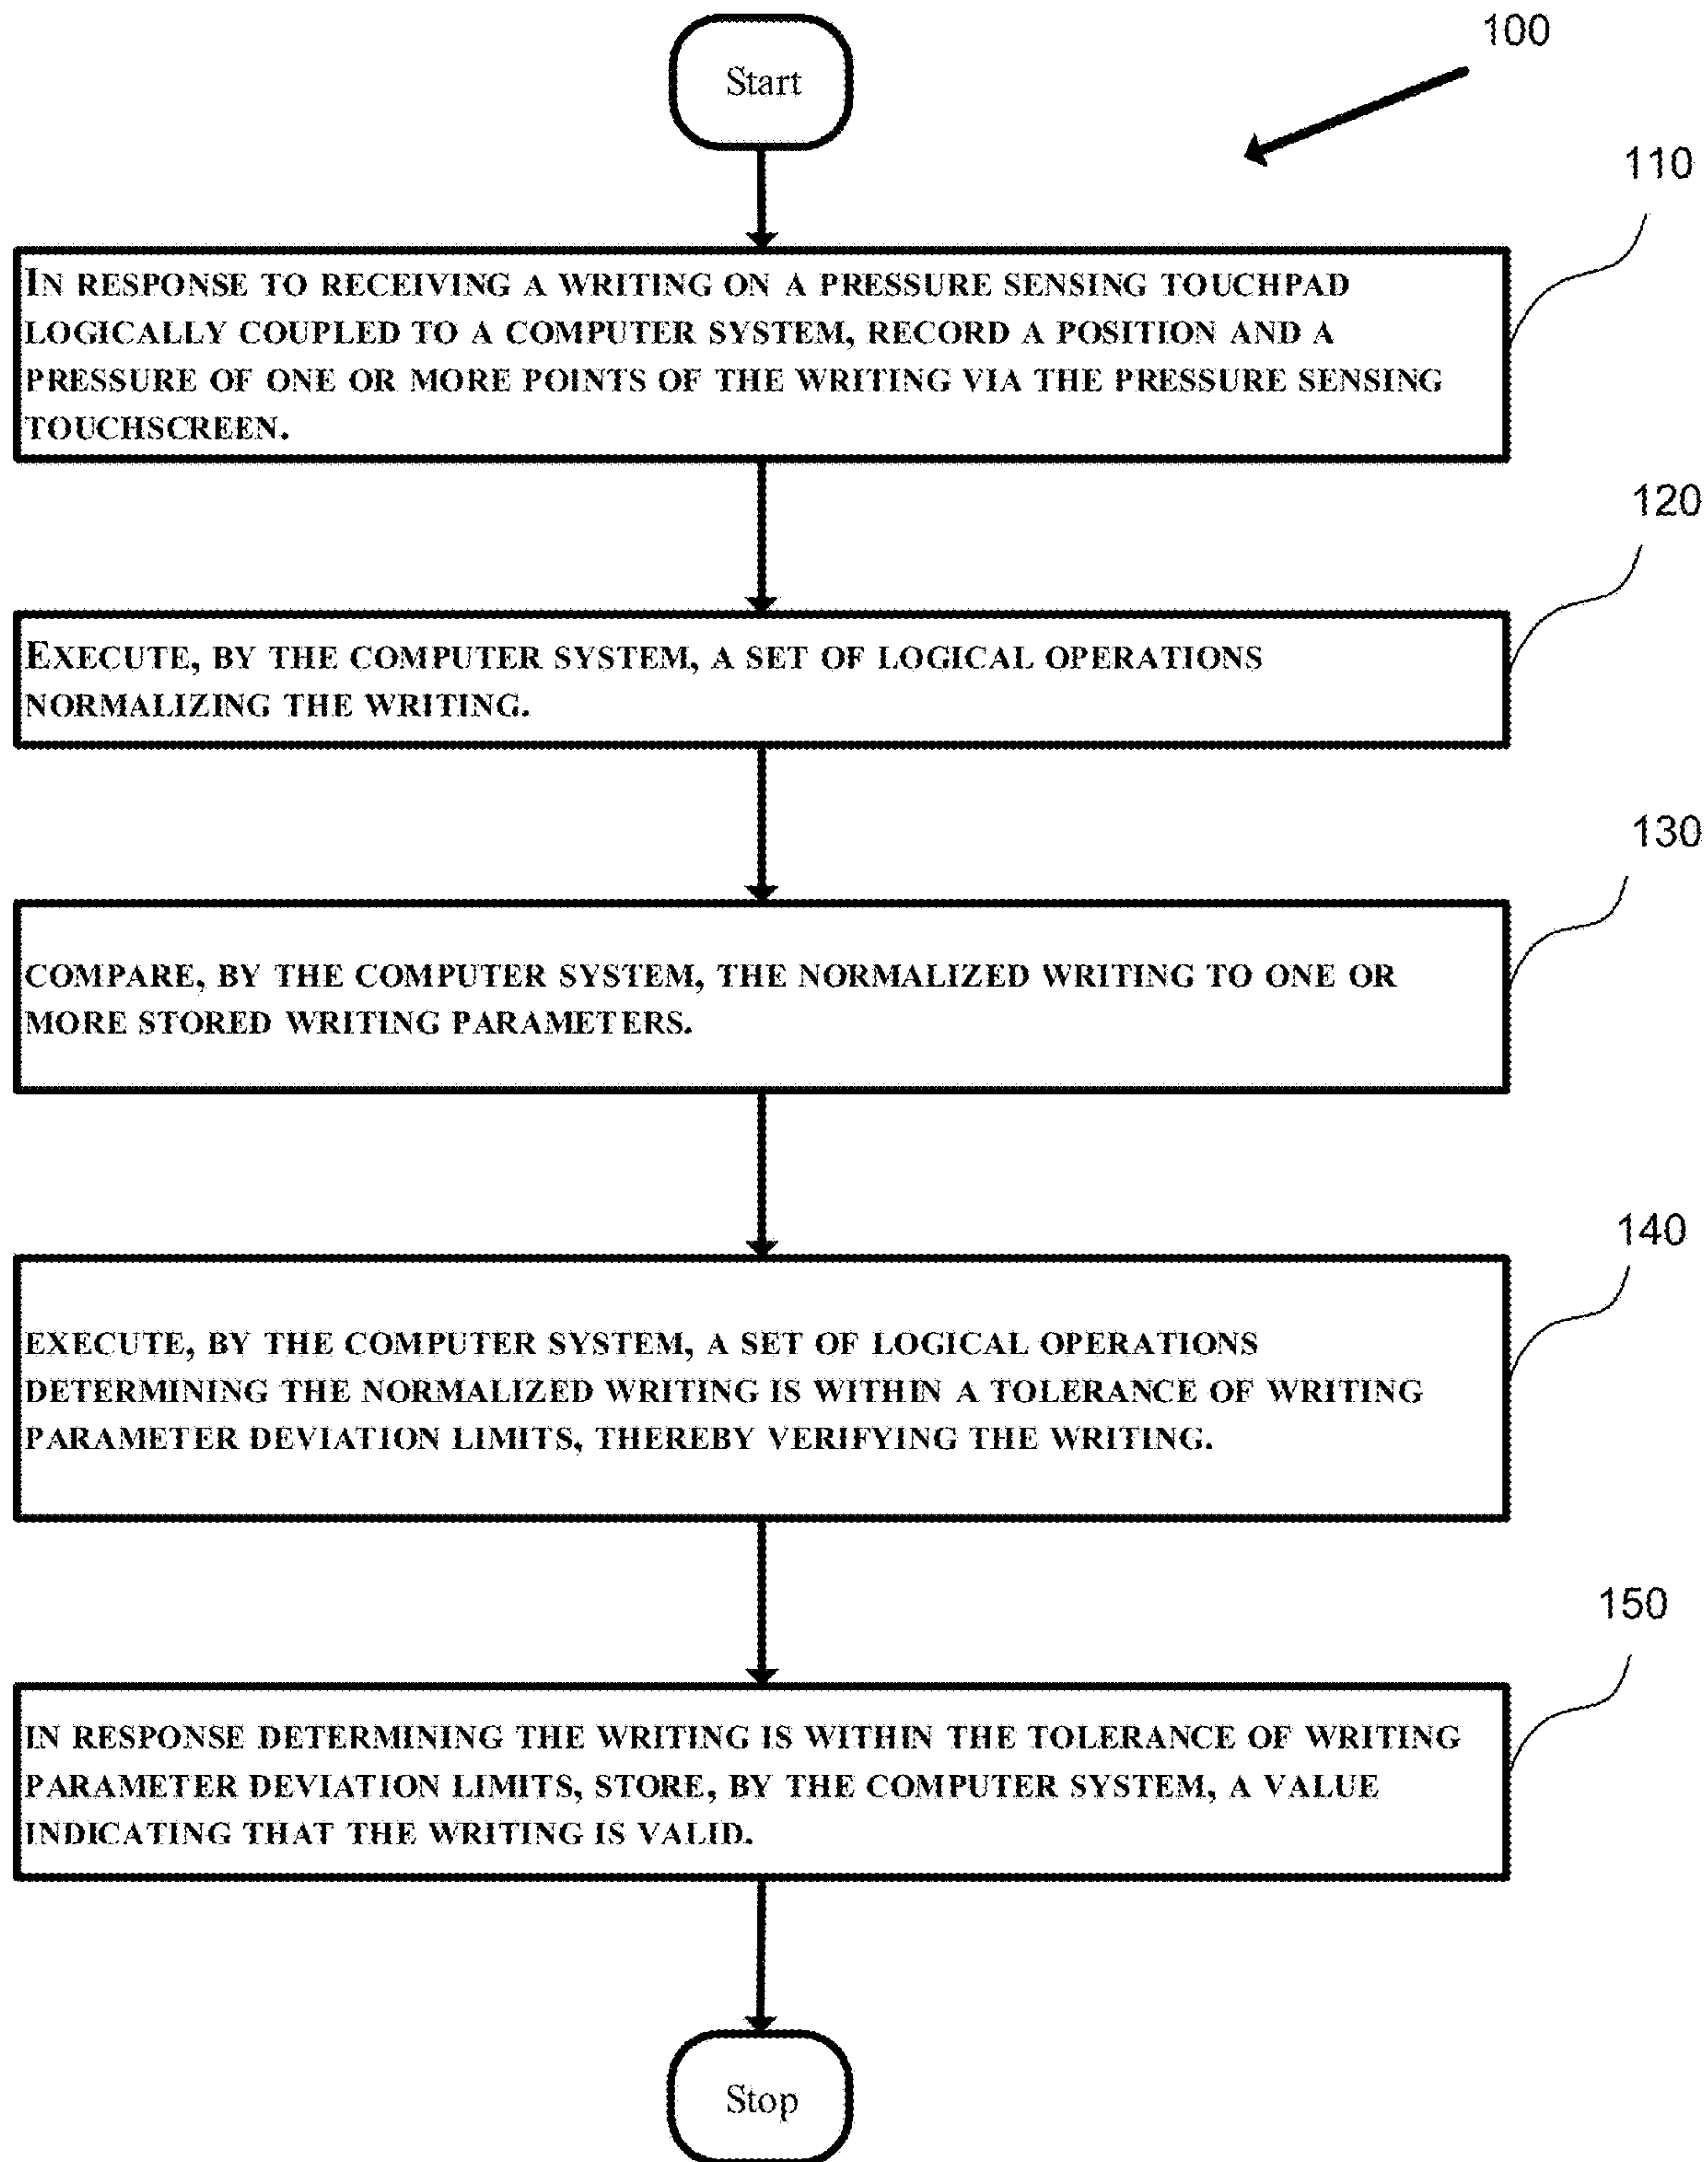 100
Start
110
IN RESPONSE TO RECEIVING A WRITING ON A PRESSURE SENSING TOUCHPAD
LOGICALLY COUPLED TO A COMPUTER SYSTEM, RECORD A POSITION AND A
PRESSURE OF ONE OR MORE POINTS OF THE WRITING VIA THE PRESSURE SENSING
TOUCHSCREEN.
120
EXECUTE, BY THE COMPUTER SYSTEM, A SET OF LOGICAL OPERATIONS
NORMALIZING THE WRITING.
130
COMPARE, BY THE COMPUTER SYSTEM, THE NORMALIZED WRITING TO ONE OR
MORE STORED WRITING PARAMETERS.
140
EXECUTE, BY THE COMPUTER SYSTEM, A SET OF LOGICAL OPERATIONS
DETERMINING THE NORMALIZED WRITING IS WITHIN A TOLERANCE OF WRITING
PARAMETER DEVIATION LIMITS, THEREBY VERIFYING THE WRITING.
150
IN RESPONSE DETERMINING THE WRITING IS WITHIN THE TOLERANCE OF WRITING
PARAMETER DEVIATION LIMITS, STORE, BY THE COMPUTER SYSTEM, A VALUE
INDICATING THAT THE WRITING IS VALID.
Stop